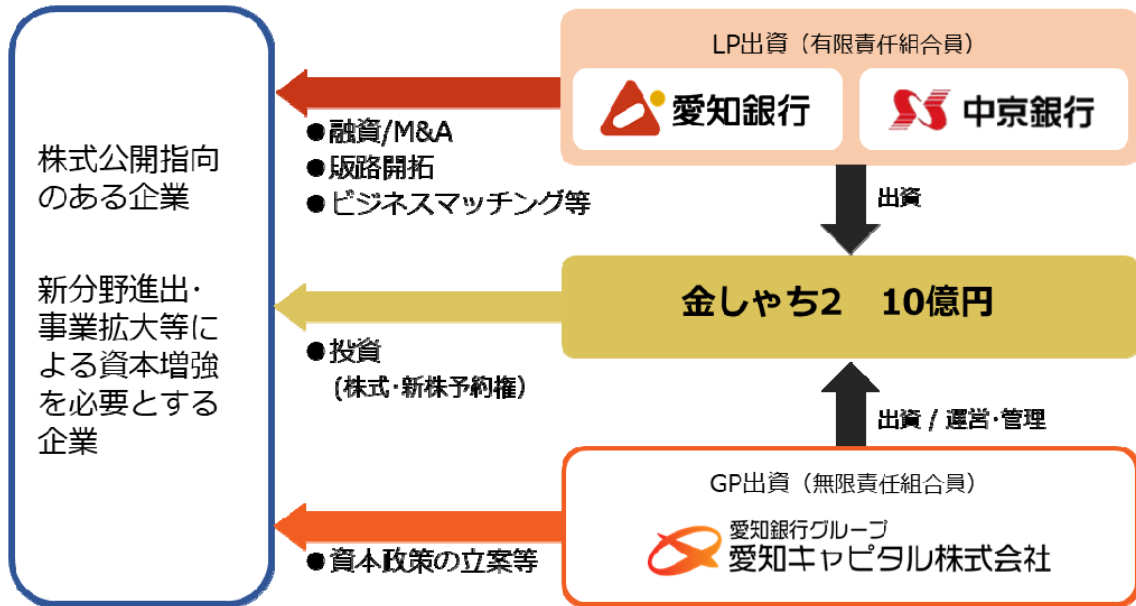 株式公開指向
のある企業
新分野進出・
事業拡大等に
よる資本増強
を必要とする
企業
●融資/M&A
●販路開拓
●ビジネスマッチング等
●投資
(株式・新株予約権)
●資本政策の立案等
LP出資（有限責任組合員）
愛知銀行
中京銀行
出資
金しゃち2　10億円
出資 / 運営・管理
GP出資（無限責任組合員）
愛知銀行グループ
愛知キャピタル株式会社